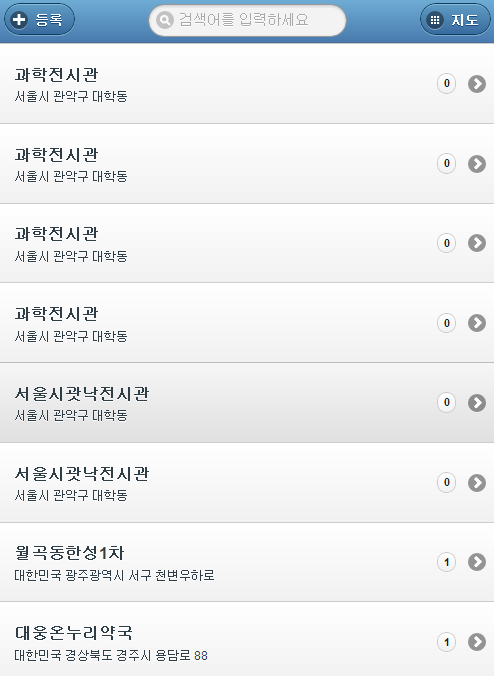 등록
검색어를 입력하세요
지도
과학전시관
서울시 관악구 대학동
0
과학전시관
서울시 관악구 대학동
0
과학전시관
서울시 관악구 대학동
0
과학전시관
서울시 관악구 대학동
0
서울시괏낙전시관
서울시 관악구 대학동
0
서울시괏낙전시관
서울시 관악구 대학동
0
월곡동한성1차
대한민국 광주광역시 서구 천변우하로
1
대웅온누리약국
대한민국 경상북도 경주시 용담로 88
1